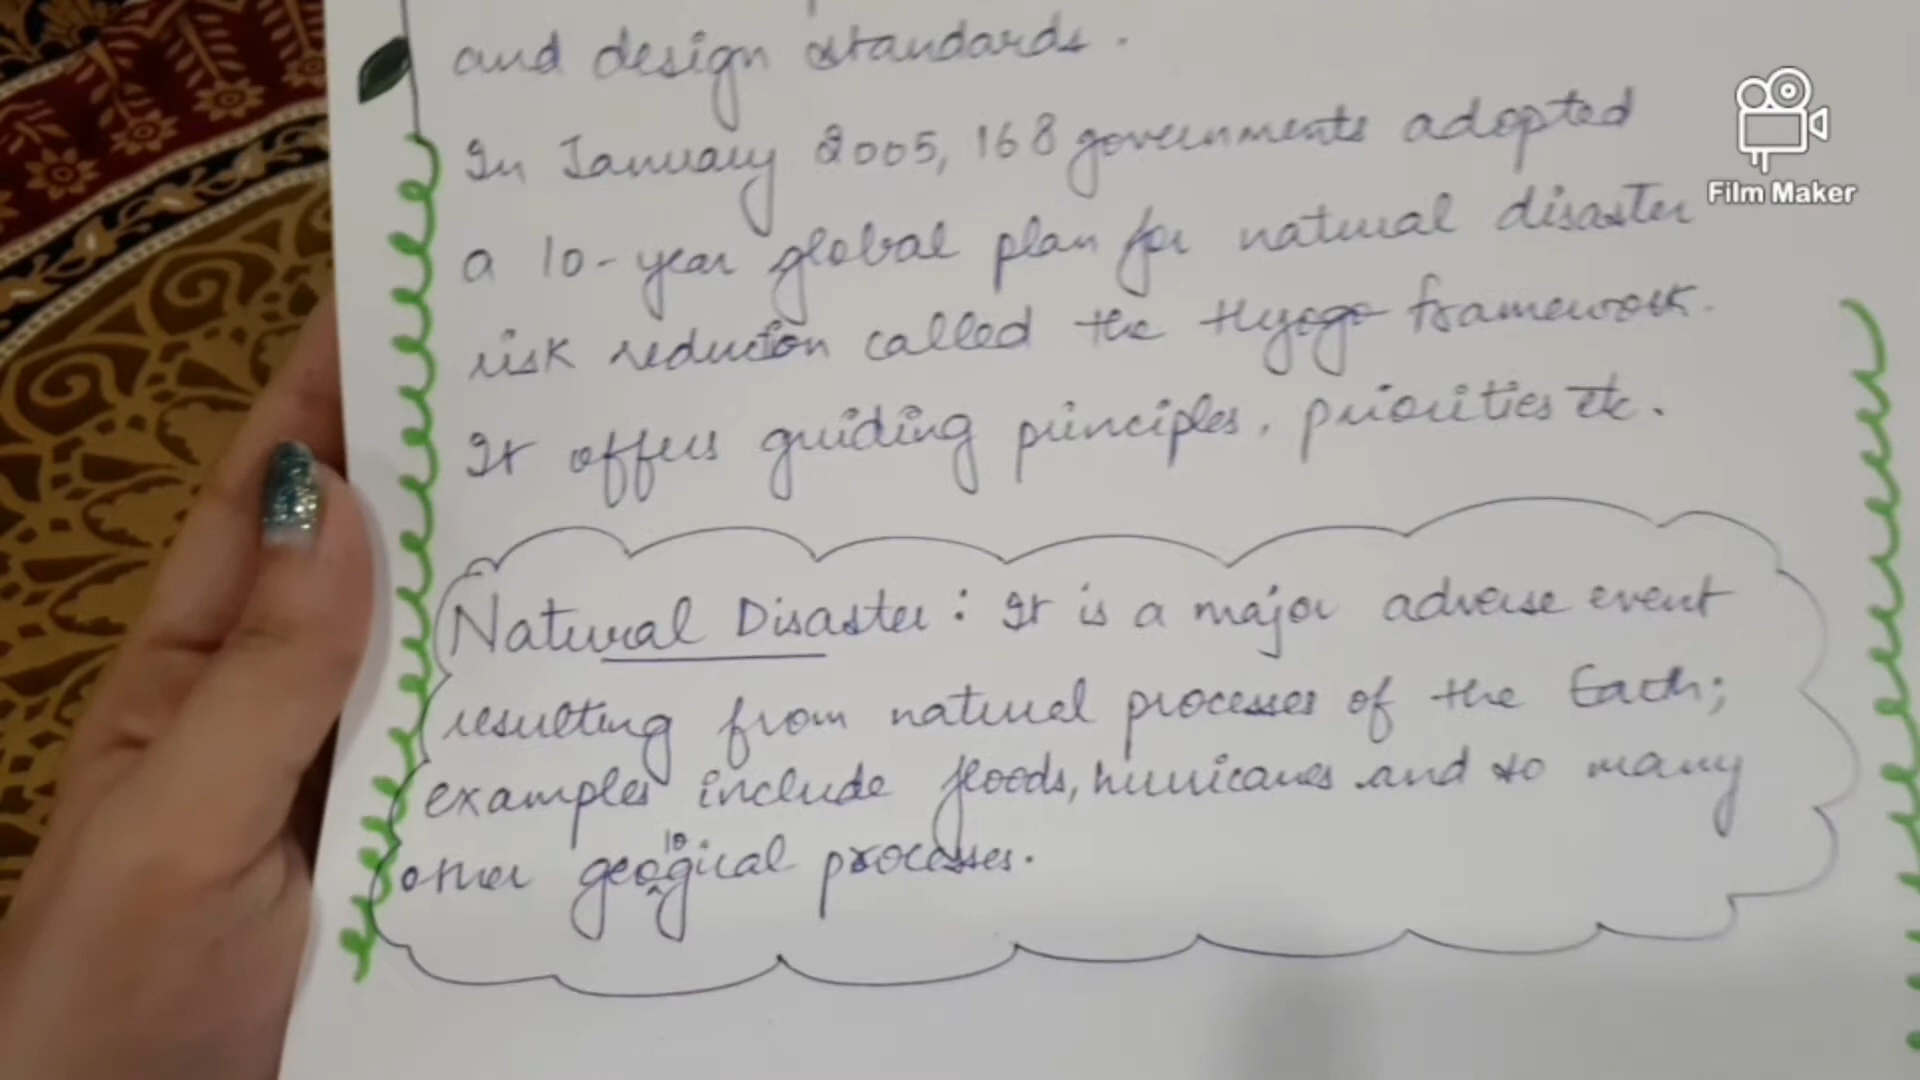 and design standards.
In January 2005, 168 governments adopted
a 10-year global plan for natural disaster
risk reduction called the Hyogo framework.
It offers guiding principles, priorities etc.
Natural Disaster: It is a major adverse event
resulting from natural processes of the Earth;
examples include floods, hurricanes and so many
other geological processes.
Film Maker